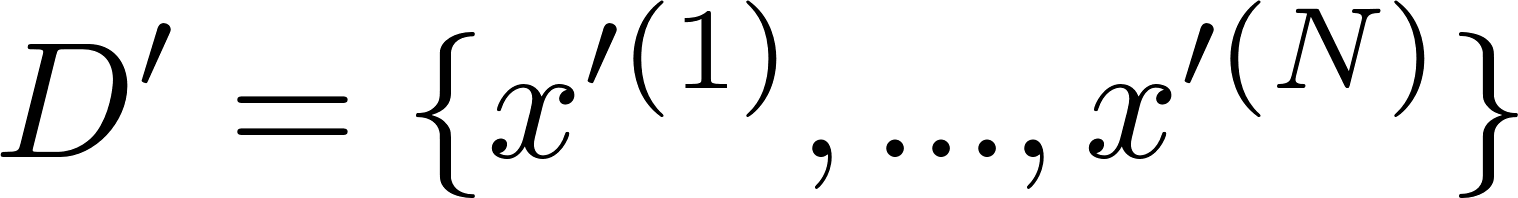 D′ = {x′(1), ..., x′(N)}